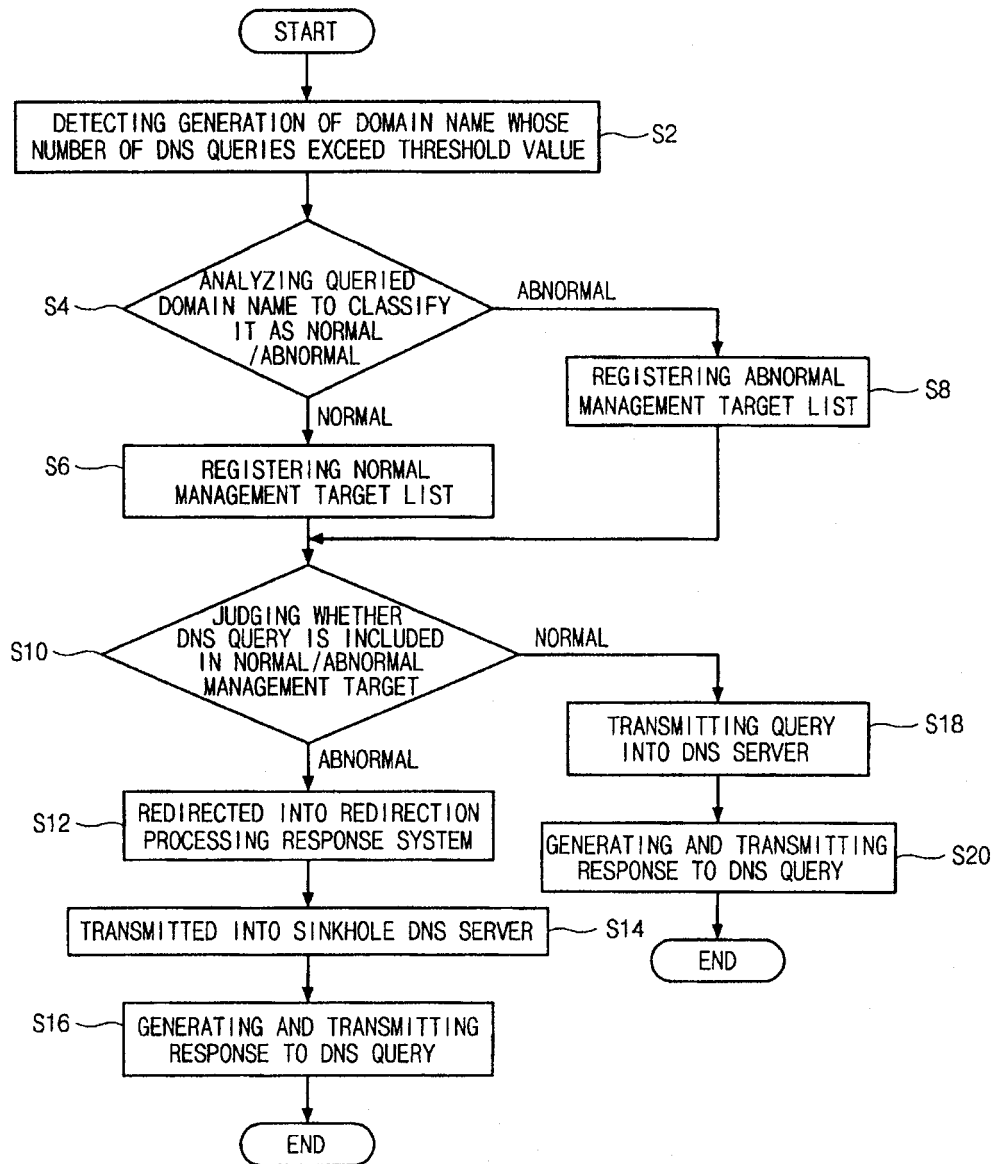 START
DETECTING GENERATION OF DOMAIN NAME WHOSE
NUMBER OF DNS QUERIES EXCEED THRESHOLD VALUE
S2
S4
ANALYZING QUERIED
DOMAIN NAME TO CLASSIFY
IT AS NORMAL
/ABNORMAL
ABNORMAL
REGISTERING ABNORMAL
MANAGEMENT TARGET LIST
S8
NORMAL
S6
REGISTERING NORMAL
MANAGEMENT TARGET LIST
S10
JUDGING WHETHER
DNS QUERY IS INCLUDED
IN NORMAL/ABNORMAL
MANAGEMENT TARGET
NORMAL
TRANSMITTING QUERY
INTO DNS SERVER
S18
ABNORMAL
S12
REDIRECTED INTO REDIRECTION
PROCESSING RESPONSE SYSTEM
GENERATING AND TRANSMITTING
RESPONSE TO DNS QUERY
S20
TRANSMITTED INTO SINKHOLE DNS SERVER
S14
END
S16
GENERATING AND TRANSMITTING
RESPONSE TO DNS QUERY
END